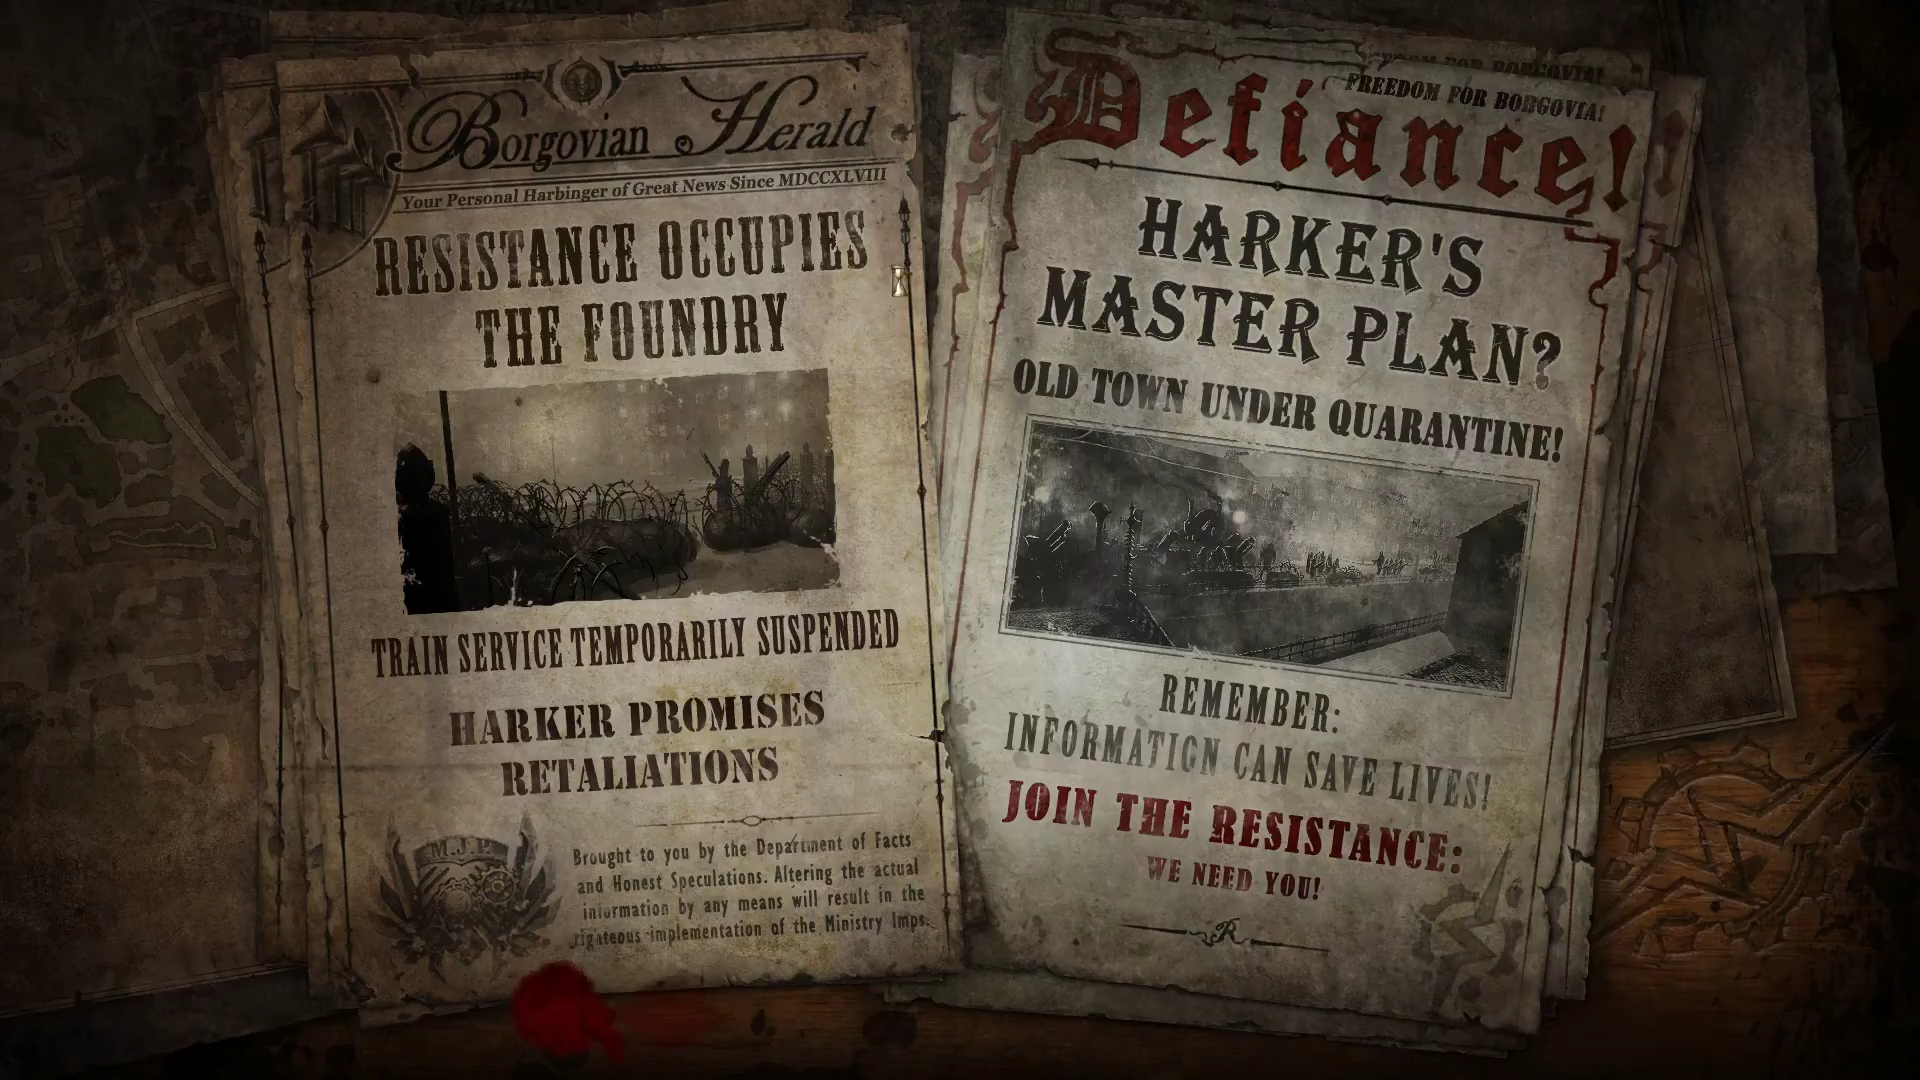 Borgovian Herald
Your Personal Harbinger of Great News Since MDCCXLVIII
RESISTANCE OCCUPIES
THE FOUNDRY
TRAIN SERVICE TEMPORARILY SUSPENDED
HARKER PROMISES
RETALIATIONS
M.J.P.
Brought to you by the Department of Facts
and Honest Speculations. Altering the actual
information by any means will result in the
righteous implementation of the Ministry Imps.
FREEDOM FOR BORGOVIA!
FREEDOM FOR BORGOVIA!
Defiance!
HARKER'S
MASTER PLAN?
OLD TOWN UNDER QUARANTINE!
REMEMBER:
INFORMATION CAN SAVE LIVES!
JOIN THE RESISTANCE:
WE NEED YOU!
R